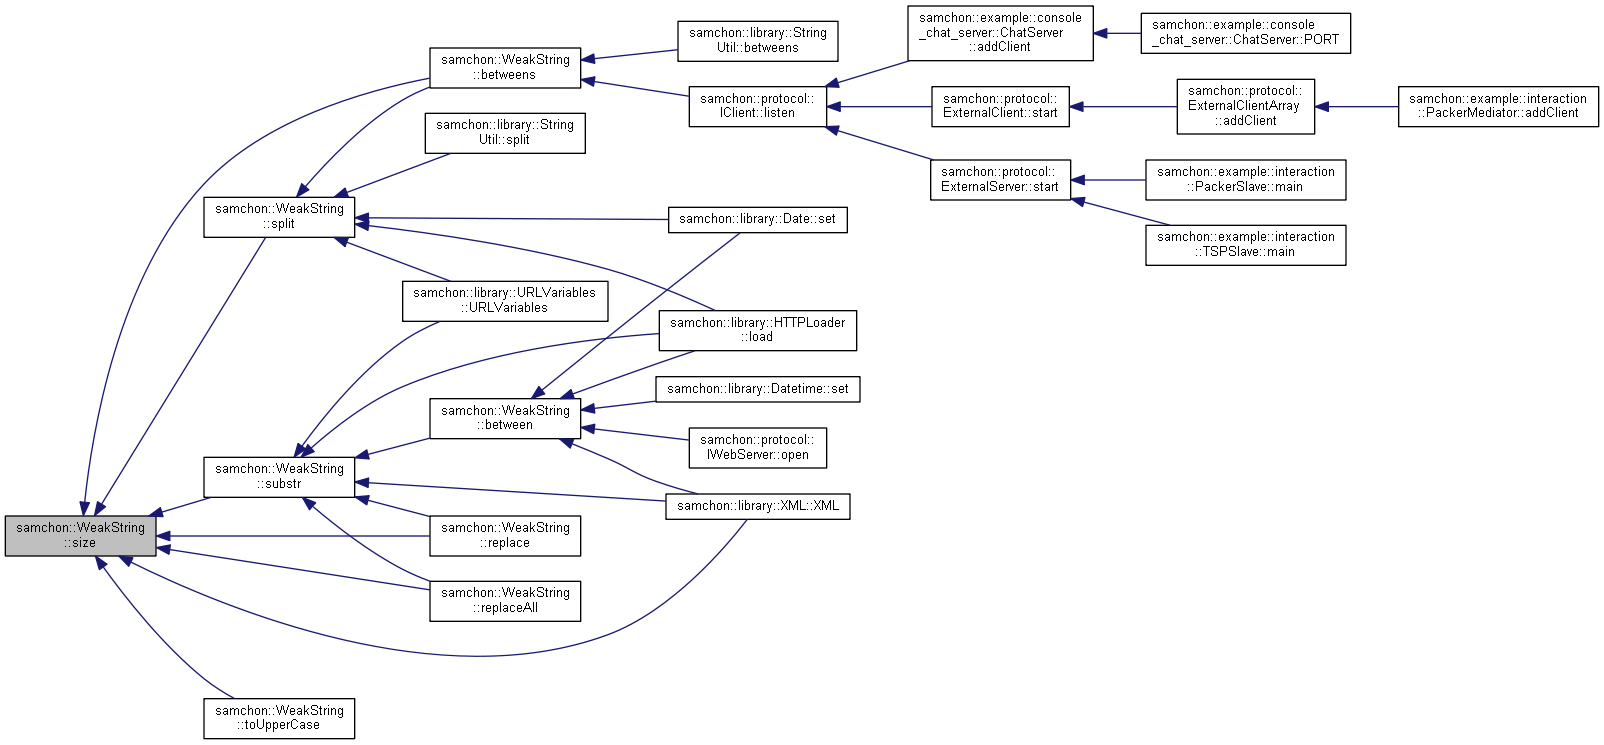 samchon::example::console
_chat_server::ChatServer
::addClient
samchon::example::console
_chat_server::ChatServer::PORT
samchon::library::String
Util::betweens
samchon::WeakString
::betweens
samchon::protocol::
IClient::listen
samchon::protocol::
ExternalClient::start
samchon::protocol::
ExternalClientArray
::addClient
samchon::example::interaction
::PackerMediator::addClient
samchon::library::String
Util::split
samchon::protocol::
ExternalServer::start
samchon::example::interaction
::PackerSlave::main
samchon::WeakString
::split
samchon::library::Date::set
samchon::example::interaction
::TSPSlave::main
samchon::library::URLVariables
::URLVariables
samchon::library::HTTPLoader
::load
samchon::library::Datetime::set
samchon::WeakString
::between
samchon::protocol::
IWebServer::open
samchon::WeakString
::substr
samchon::library::XML::XML
samchon::WeakString
::size
samchon::WeakString
::replace
samchon::WeakString
::replaceAll
samchon::WeakString
::toUpperCase